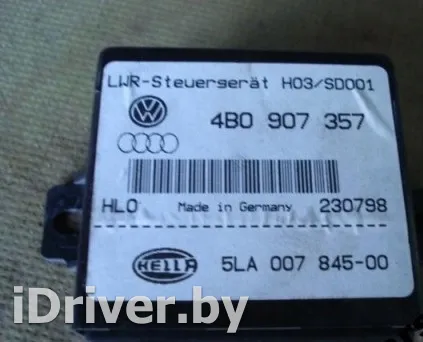 LWR-Steuergerät H03/SD001
4B0 907 357
HLO Made in Germany 230798
HELLA 5LA 007 845-00
iDriver.by